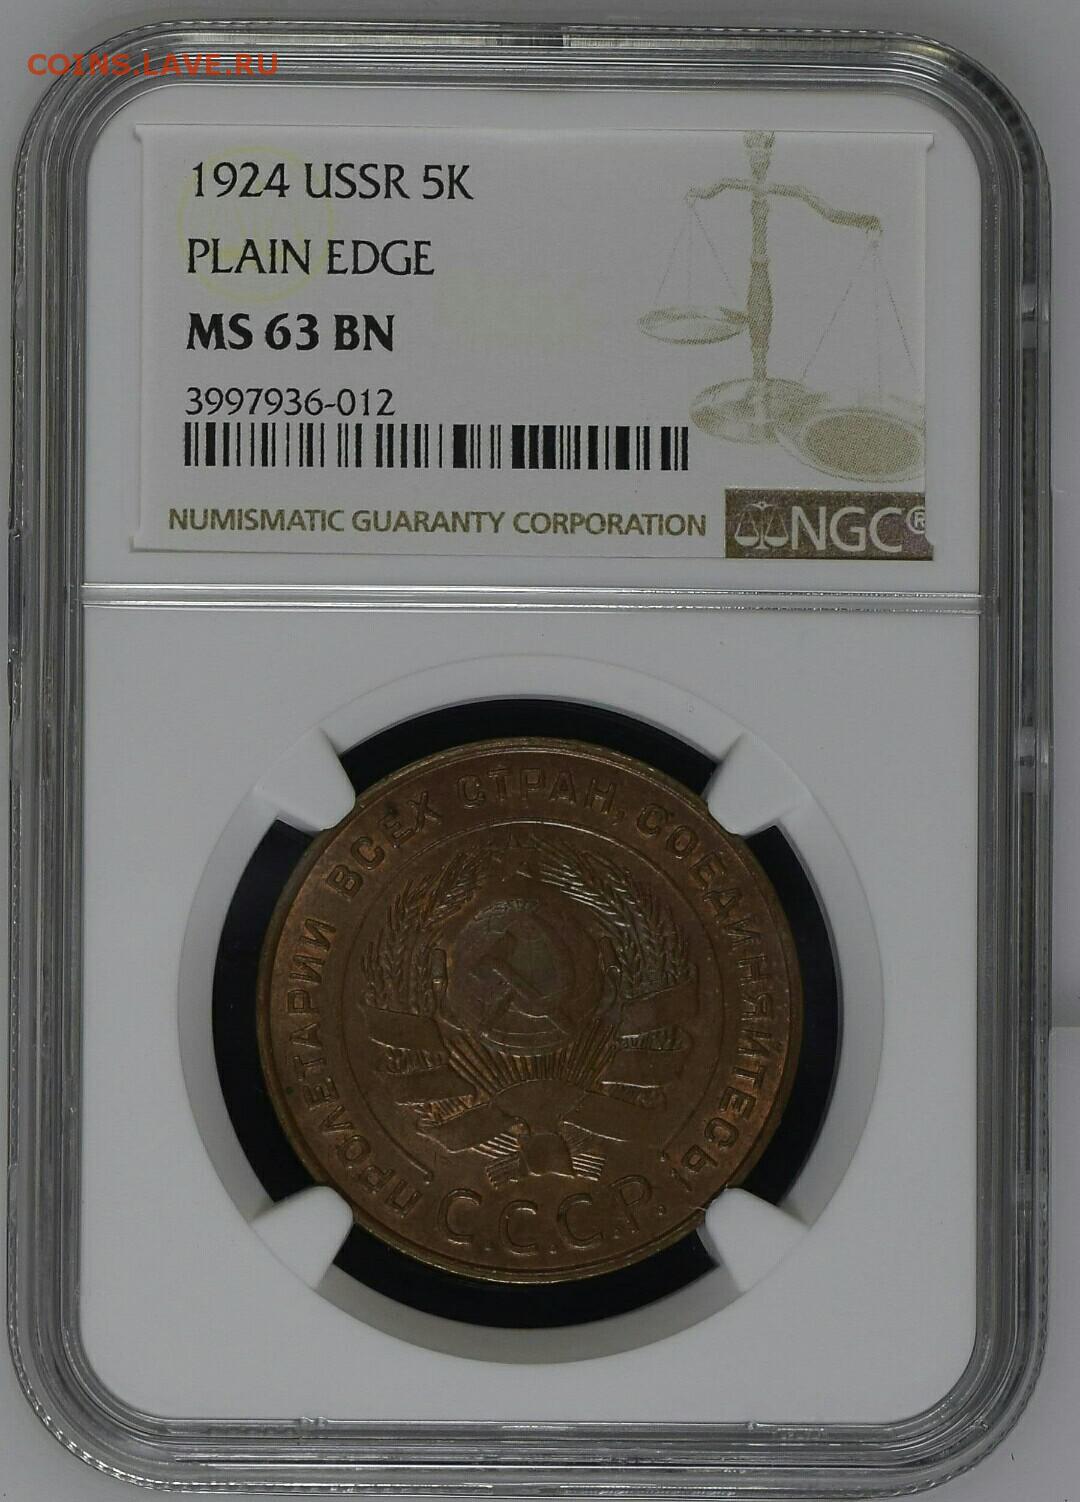 COINS.LAVE.RU
1924 USSR 5K
PLAIN EDGE
MS 63 BN
3997936-012
NUMISMATIC GUARANTY CORPORATION
NGC®
ПРОЛЕТАРИИ ВСЕХ СТРАН, СОЕДИНЯЙТЕСЬ!
С.С.С.Р.